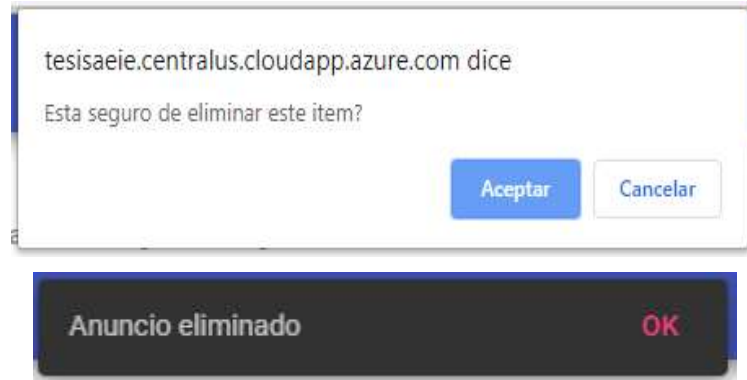 tesisaeie.centralus.cloudapp.azure.com dice
Esta seguro de eliminar este item?
Aceptar Cancelar
Anuncio eliminado OK